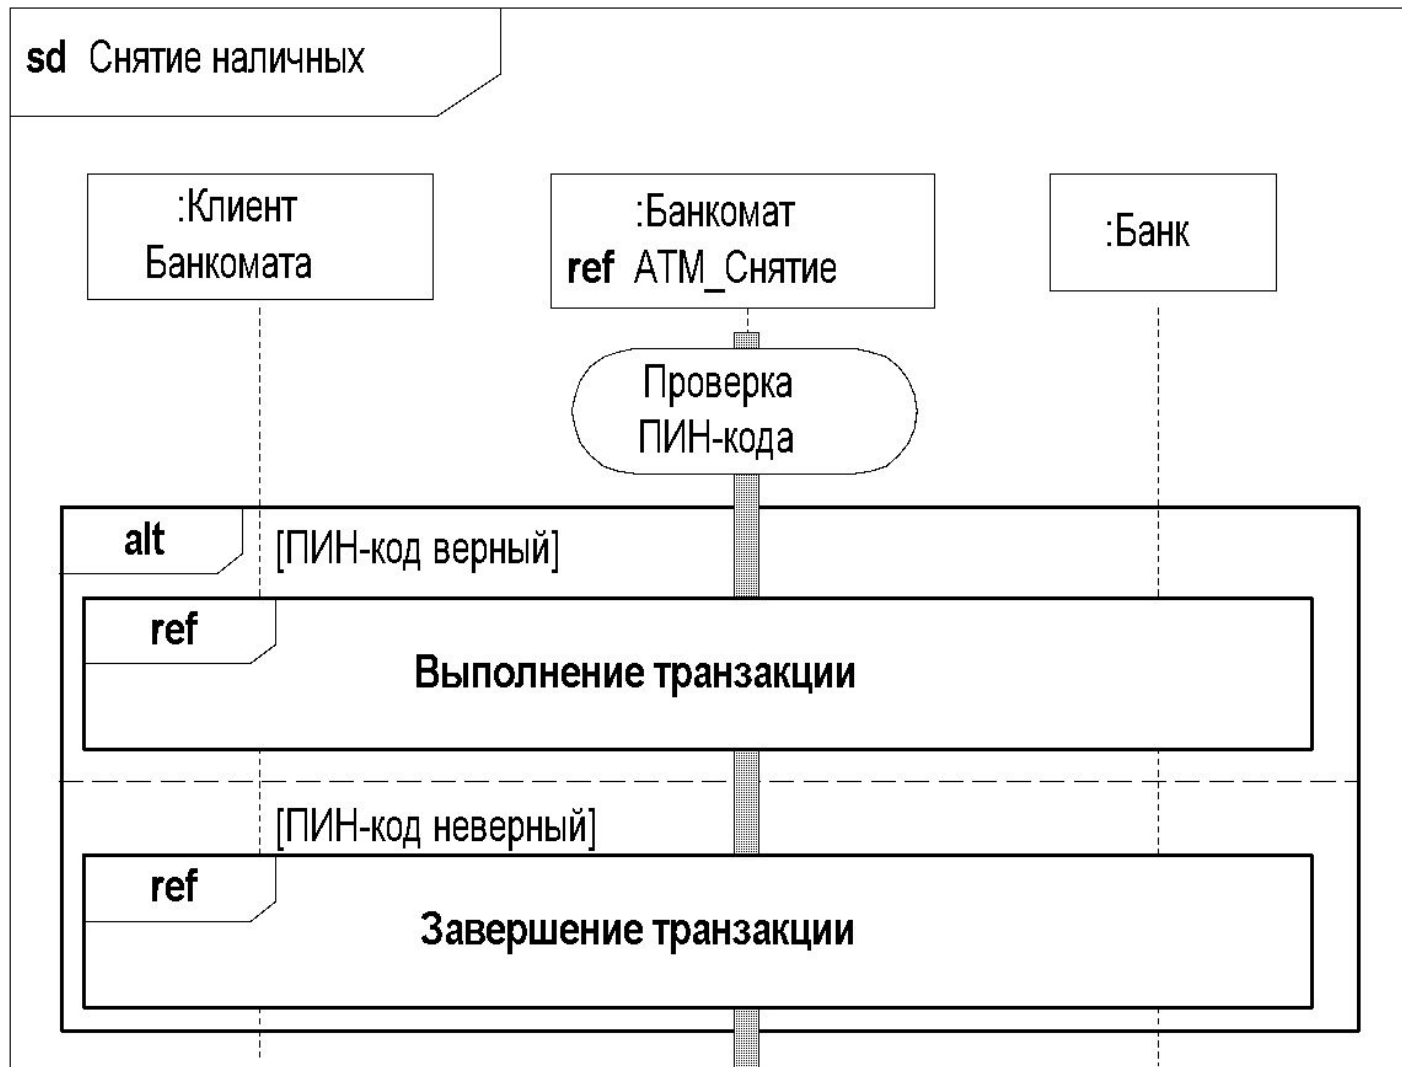 sd Снятие наличных
:Клиент
Банкомата
:Банкомат
ref АТМ_Снятие
:Банк
Проверка
ПИН-кода
alt [ПИН-код верный]
ref
Выполнение транзакции
[ПИН-код неверный]
ref
Завершение транзакции